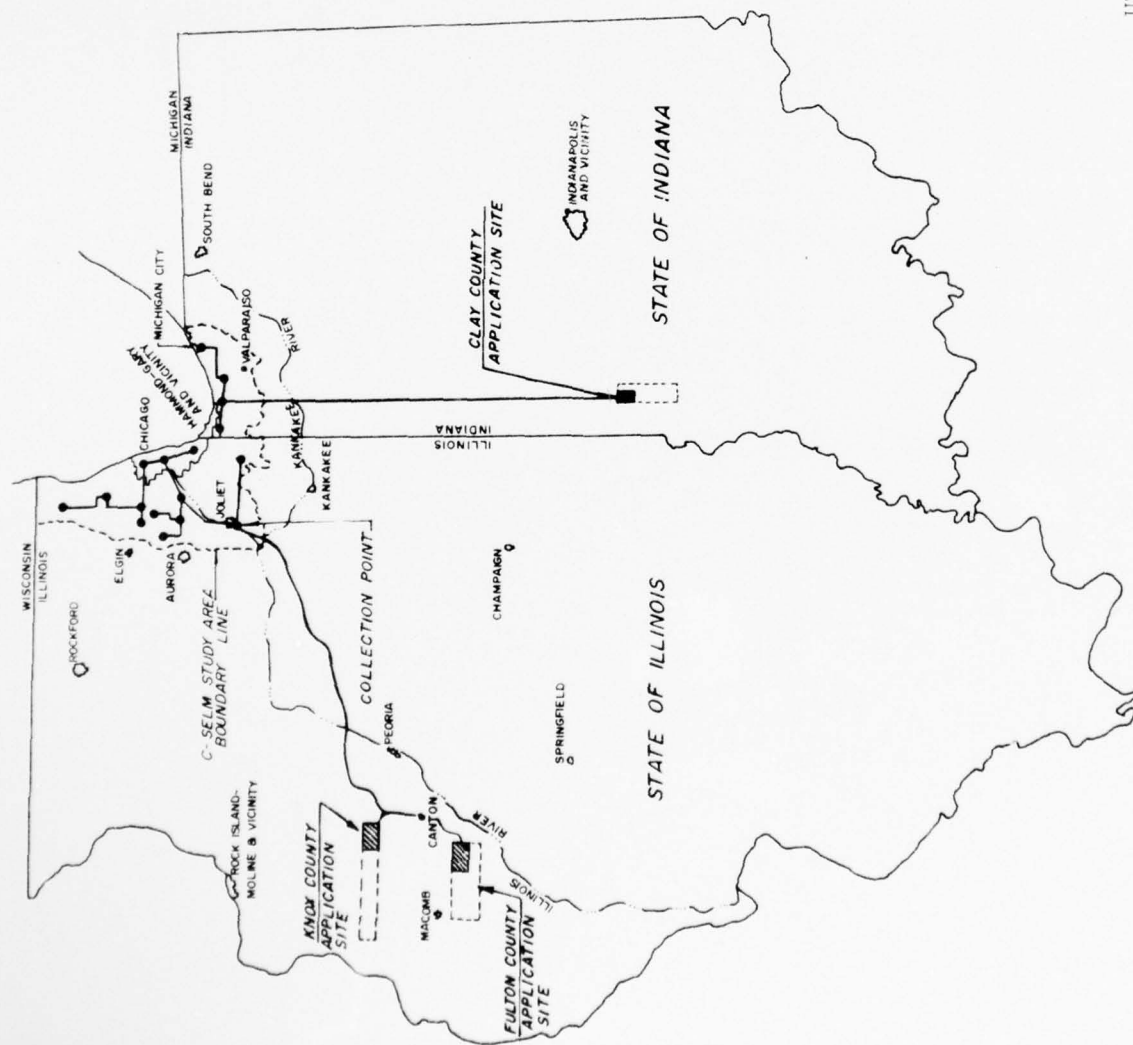 WISCONSIN
ILLINOIS
ROCKFORD
ELGIN
AURORA
C-SELM STUDY AREA
BOUNDARY LINE
CHICAGO
HAMMOND-GARY
AND VICINITY
MICHIGAN CITY
MICHIGAN
INDIANA
SOUTH BEND
VALPARAISO
RIVER
KANKAKEE
KANKAKEE
JOLIET
COLLECTION POINT
ROCK ISLAND-
MOLINE & VICINITY
KNOX COUNTY
APPLICATION
SITE
PEORIA
CANTON
MACOMB
ILLINOIS
RIVER
FULTON COUNTY
APPLICATION
SITE
CHAMPAIGN
SPRINGFIELD
STATE OF ILLINOIS
ILLINOIS
INDIANA
CLAY COUNTY
APPLICATION SITE
INDIANAPOLIS
AND VICINITY
STATE OF INDIANA